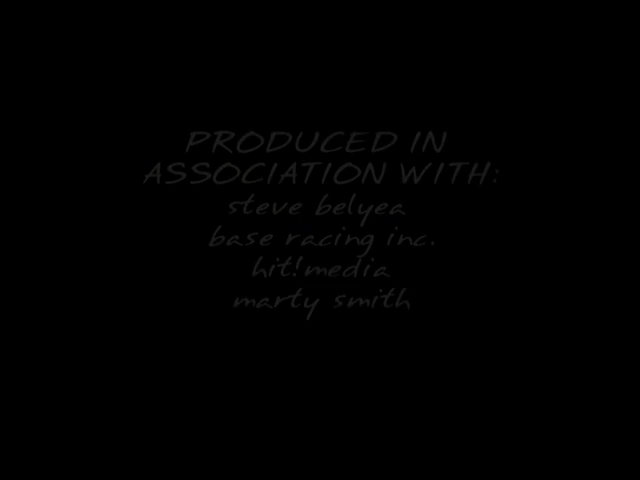 PRODUCED IN
ASSOCIATION WITH:
steve belyea
base racing inc.
hit!media
marty smith